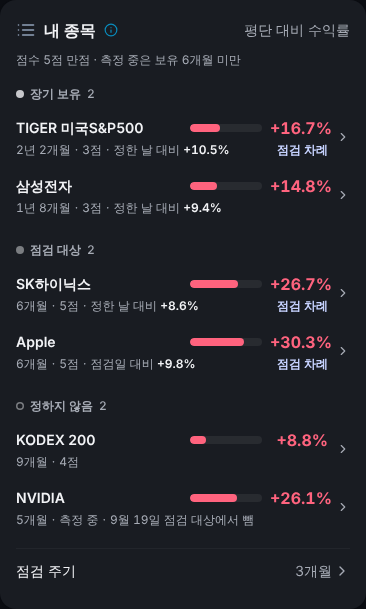 내 종목 평단 대비 수익률
점수 5점 만점 · 측정 중은 보유 6개월 미만
장기 보유 2
TIGER 미국S&P500 +16.7%
2년 2개월 · 3점 · 정한 날 대비 +10.5% 점검 차례
삼성전자 +14.8%
1년 8개월 · 3점 · 정한 날 대비 +9.4%
점검 대상 2
SK하이닉스 +26.7%
6개월 · 5점 · 정한 날 대비 +8.6% 점검 차례
Apple +30.3%
6개월 · 5점 · 점검일 대비 +9.8% 점검 차례
정하지 않음 2
KODEX 200 +8.8%
9개월 · 4점
NVIDIA +26.1%
5개월 · 측정 중 · 9월 19일 점검 대상에서 뺌
점검 주기 3개월